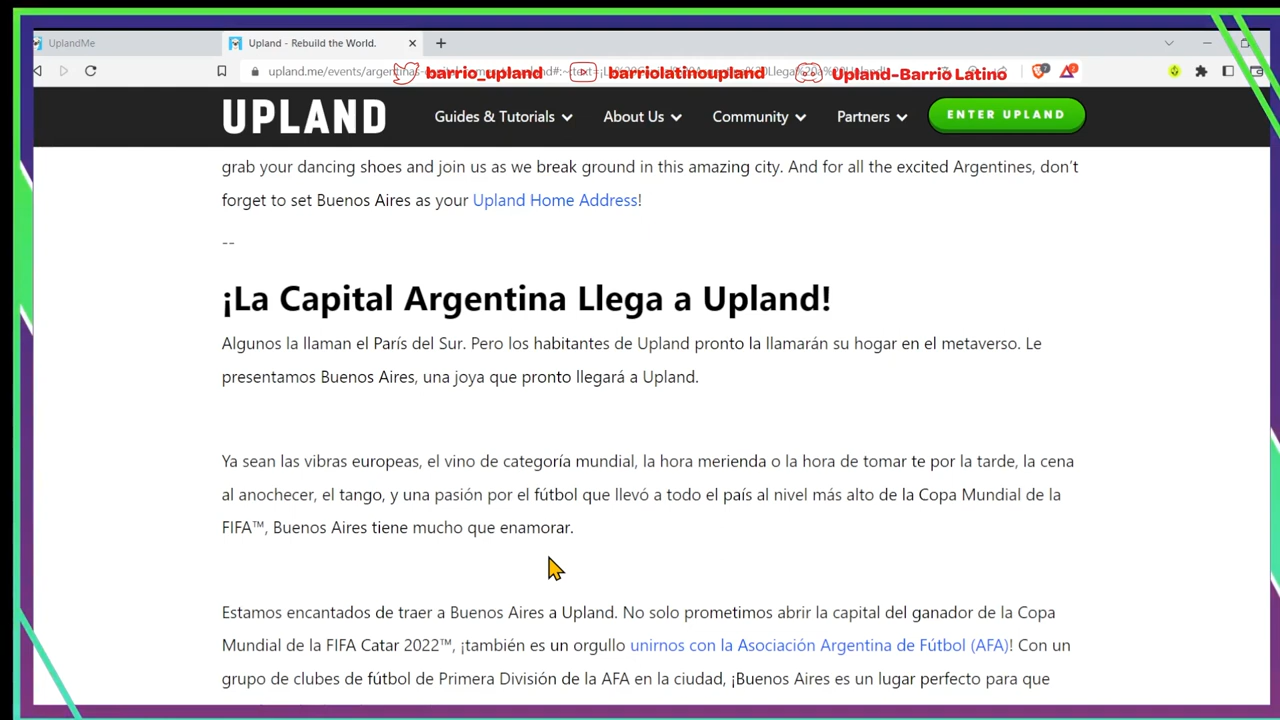 UplandMe
Upland - Rebuild the World.
barrio_upland
barriolatinoupland
Upland-Barrio Latino
UPLAND
Guides & Tutorials
About Us
Community
Partners
ENTER UPLAND
grab your dancing shoes and join us as we break ground in this amazing city. And for all the excited Argentines, don't
forget to set Buenos Aires as your Upland Home Address!
--
¡La Capital Argentina Llega a Upland!
Algunos la llaman el París del Sur. Pero los habitantes de Upland pronto la llamarán su hogar en el metaverso. Le
presentamos Buenos Aires, una joya que pronto llegará a Upland.
Ya sean las vibras europeas, el vino de categoría mundial, la hora merienda o la hora de tomar te por la tarde, la cena
al anochecer, el tango, y una pasión por el fútbol que llevó a todo el país al nivel más alto de la Copa Mundial de la
FIFA™, Buenos Aires tiene mucho que enamorar.
Estamos encantados de traer a Buenos Aires a Upland. No solo prometimos abrir la capital del ganador de la Copa
Mundial de la FIFA Catar 2022™, ¡también es un orgullo unirnos con la Asociación Argentina de Fútbol (AFA)! Con un
grupo de clubes de fútbol de Primera División de la AFA en la ciudad, ¡Buenos Aires es un lugar perfecto para que